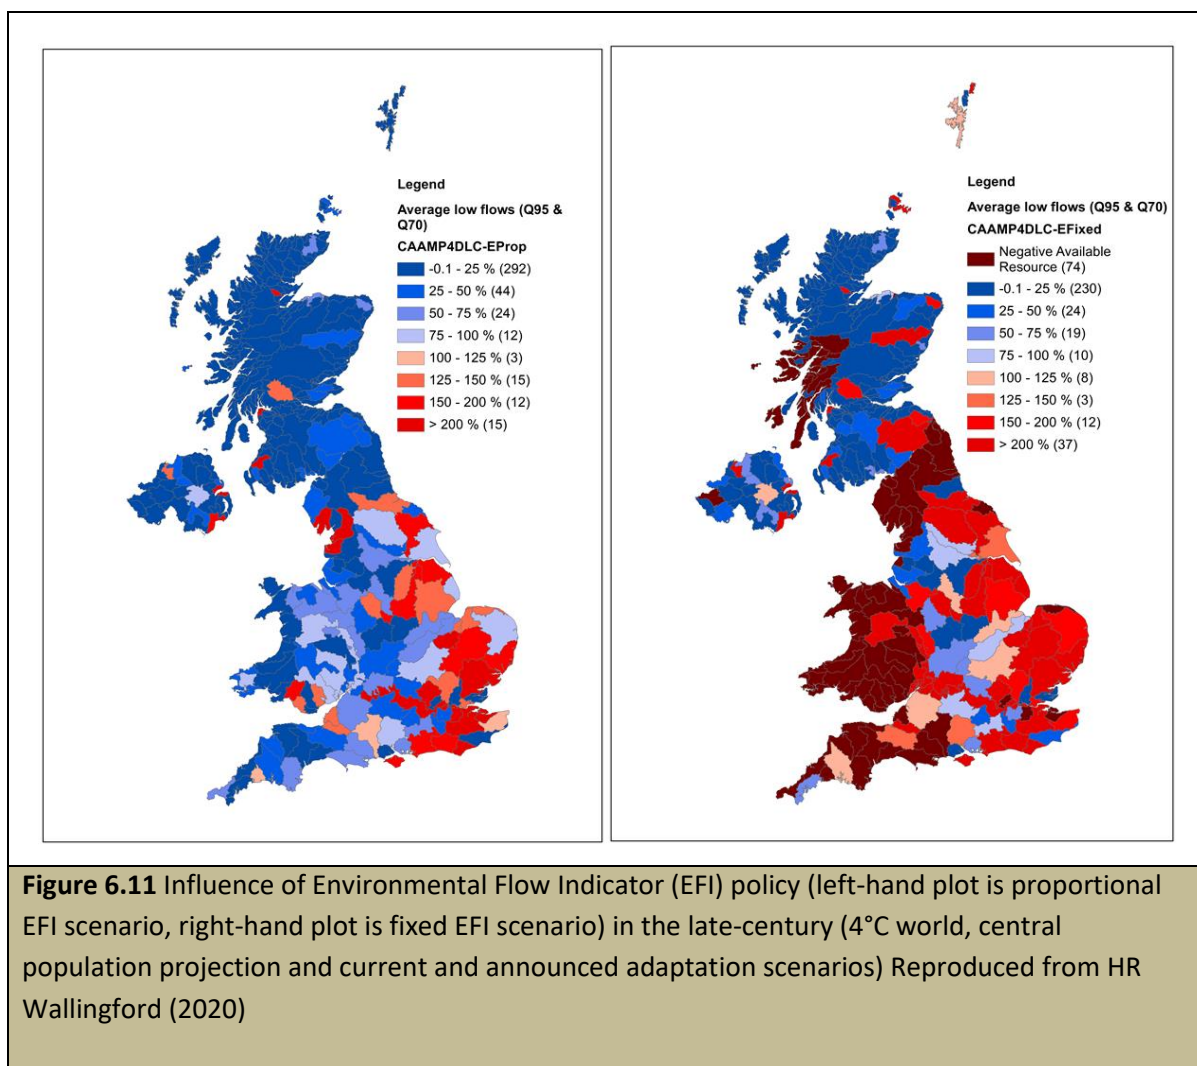 Legend
Average low flows (Q95 &
Q70)
CAAMP4DLC-EProp
-0.1 - 25 % (292)
25 - 50 % (44)
50 - 75 % (24)
75 - 100 % (12)
100 - 125 % (3)
125 - 150 % (15)
150 - 200 % (12)
> 200 % (15)
Legend
Average low flows (Q95 & Q70)
CAAMP4DLC-EFixed
Negative Available
Resource (74)
-0.1 - 25 % (230)
25 - 50 % (24)
50 - 75 % (19)
75 - 100 % (10)
100 - 125 % (8)
125 - 150 % (3)
150 - 200 % (12)
> 200 % (37)
Figure 6.11 Influence of Environmental Flow Indicator (EFI) policy (left-hand plot is proportional
EFI scenario, right-hand plot is fixed EFI scenario) in the late-century (4°C world, central
population projection and current and announced adaptation scenarios) Reproduced from HR
Wallingford (2020)